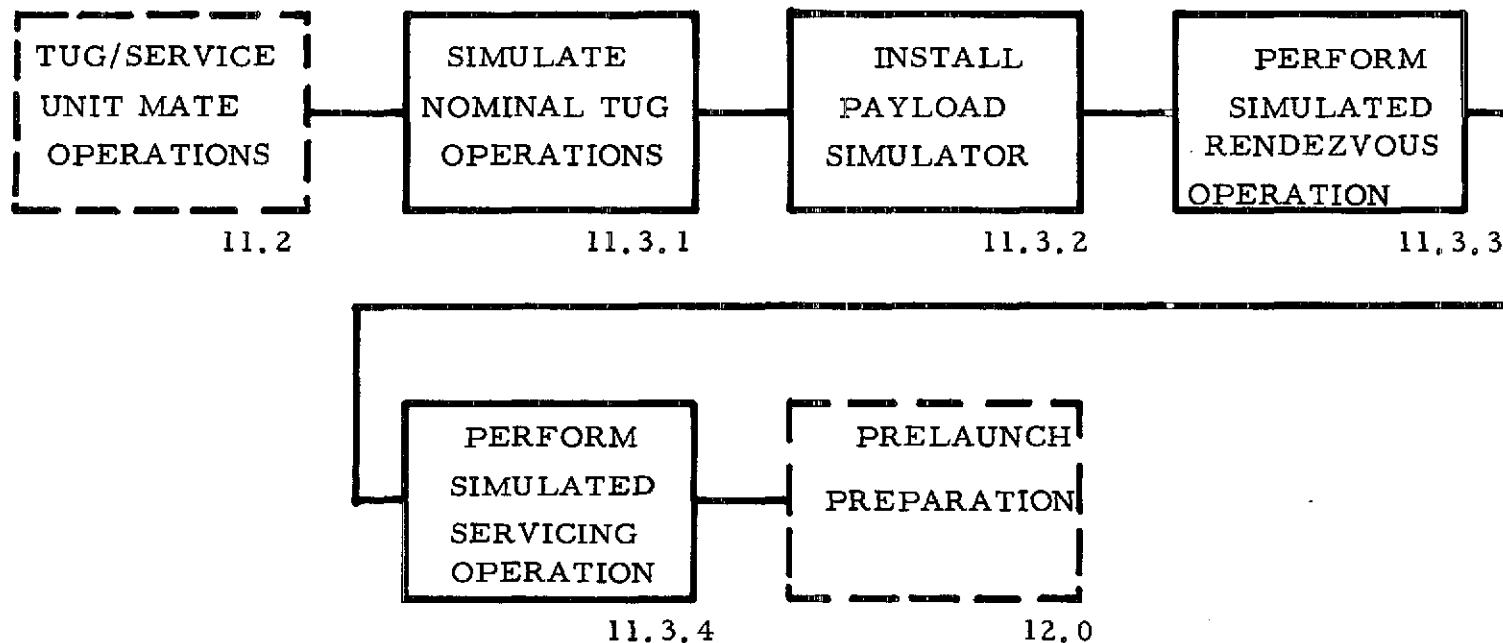 TUG/SERVICE
UNIT MATE
OPERATIONS
11.2
SIMULATE
NOMINAL TUG
OPERATIONS
11.3.1
INSTALL
PAYLOAD
SIMULATOR
11.3.2
PERFORM
SIMULATED
RENDEZVOUS
OPERATION
11.3.3
PERFORM
SIMULATED
SERVICING
OPERATION
11.3.4
PRELAUNCH
PREPARATION
12.0